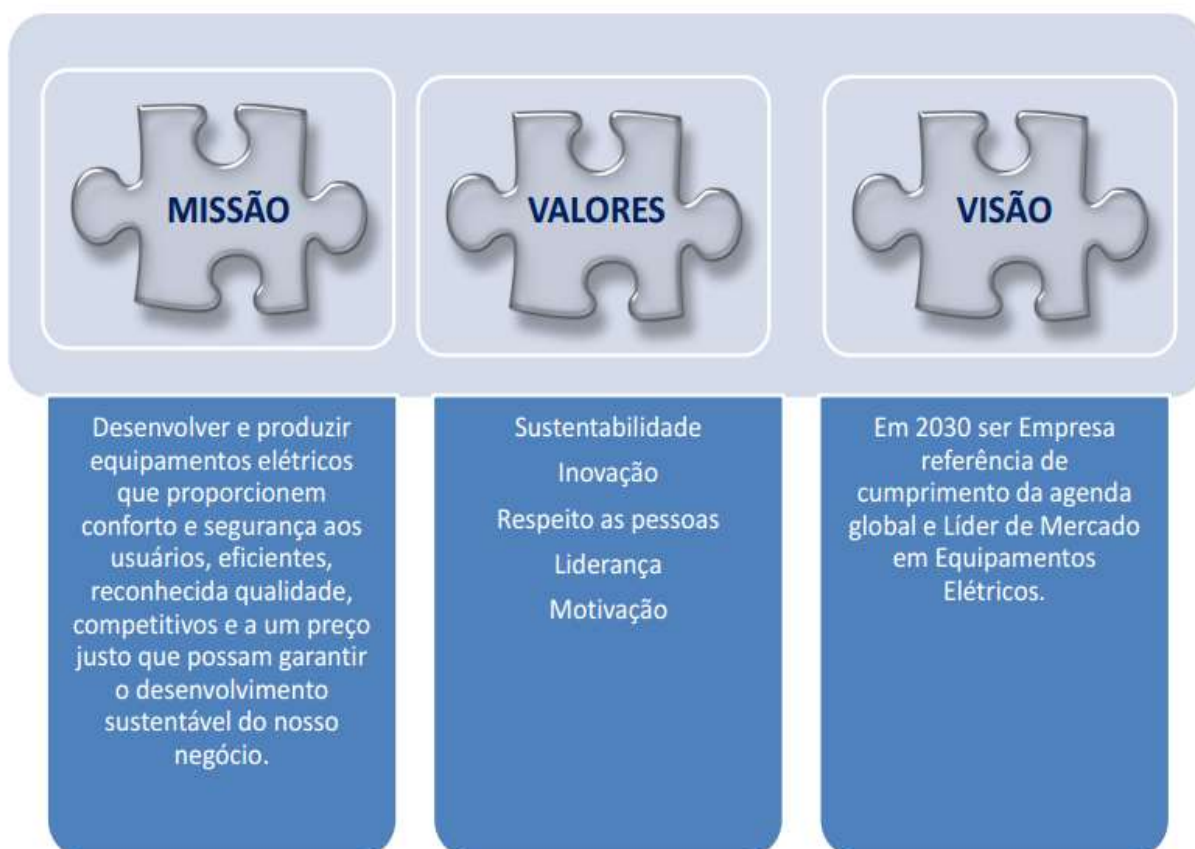 MISSÃO
VALORES
VISÃO
Desenvolver e produzir
equipamentos elétricos
que proporcionem
conforto e segurança aos
usuários, eficientes,
reconhecida qualidade,
competitivos e a um preço
justo que possam garantir
o desenvolvimento
sustentável do nosso
negócio.
Sustentabilidade
Inovação
Respeito as pessoas
Liderança
Motivação
Em 2030 ser Empresa
referência de
cumprimento da agenda
global e Líder de Mercado
em Equipamentos
Elétricos.